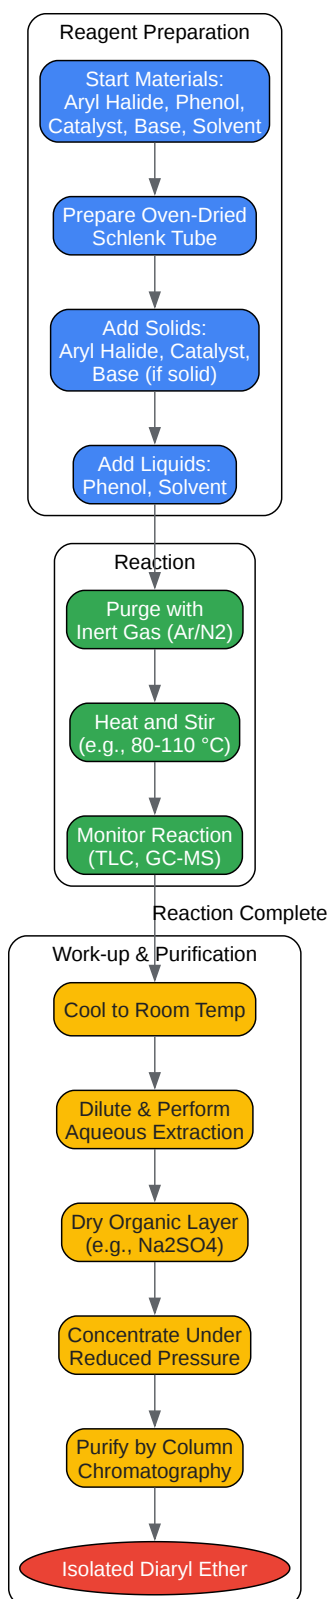 Reagent Preparation
Start Materials:
Aryl Halide, Phenol,
Catalyst, Base, Solvent
Prepare Oven-Dried
Schlenk Tube
Add Solids:
Aryl Halide, Catalyst,
Base (if solid)
Add Liquids:
Phenol, Solvent
Reaction
Purge with
Inert Gas (Ar/N2)
Heat and Stir
(e.g., 80-110 °C)
Monitor Reaction
(TLC, GC-MS)
Reaction Complete
Work-up & Purification
Cool to Room Temp
Dilute & Perform
Aqueous Extraction
Dry Organic Layer
(e.g., Na2SO4)
Concentrate Under
Reduced Pressure
Purify by Column
Chromatography
Isolated Diaryl Ether